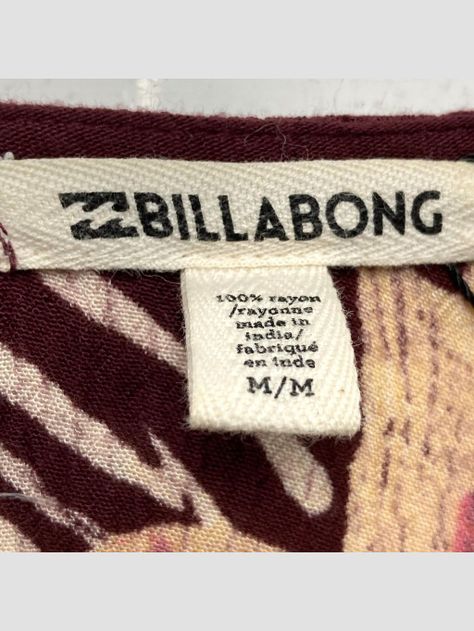 BILLABONG
100% rayon
/rayonne
made in
india/
fabriqué
en inde
M/M